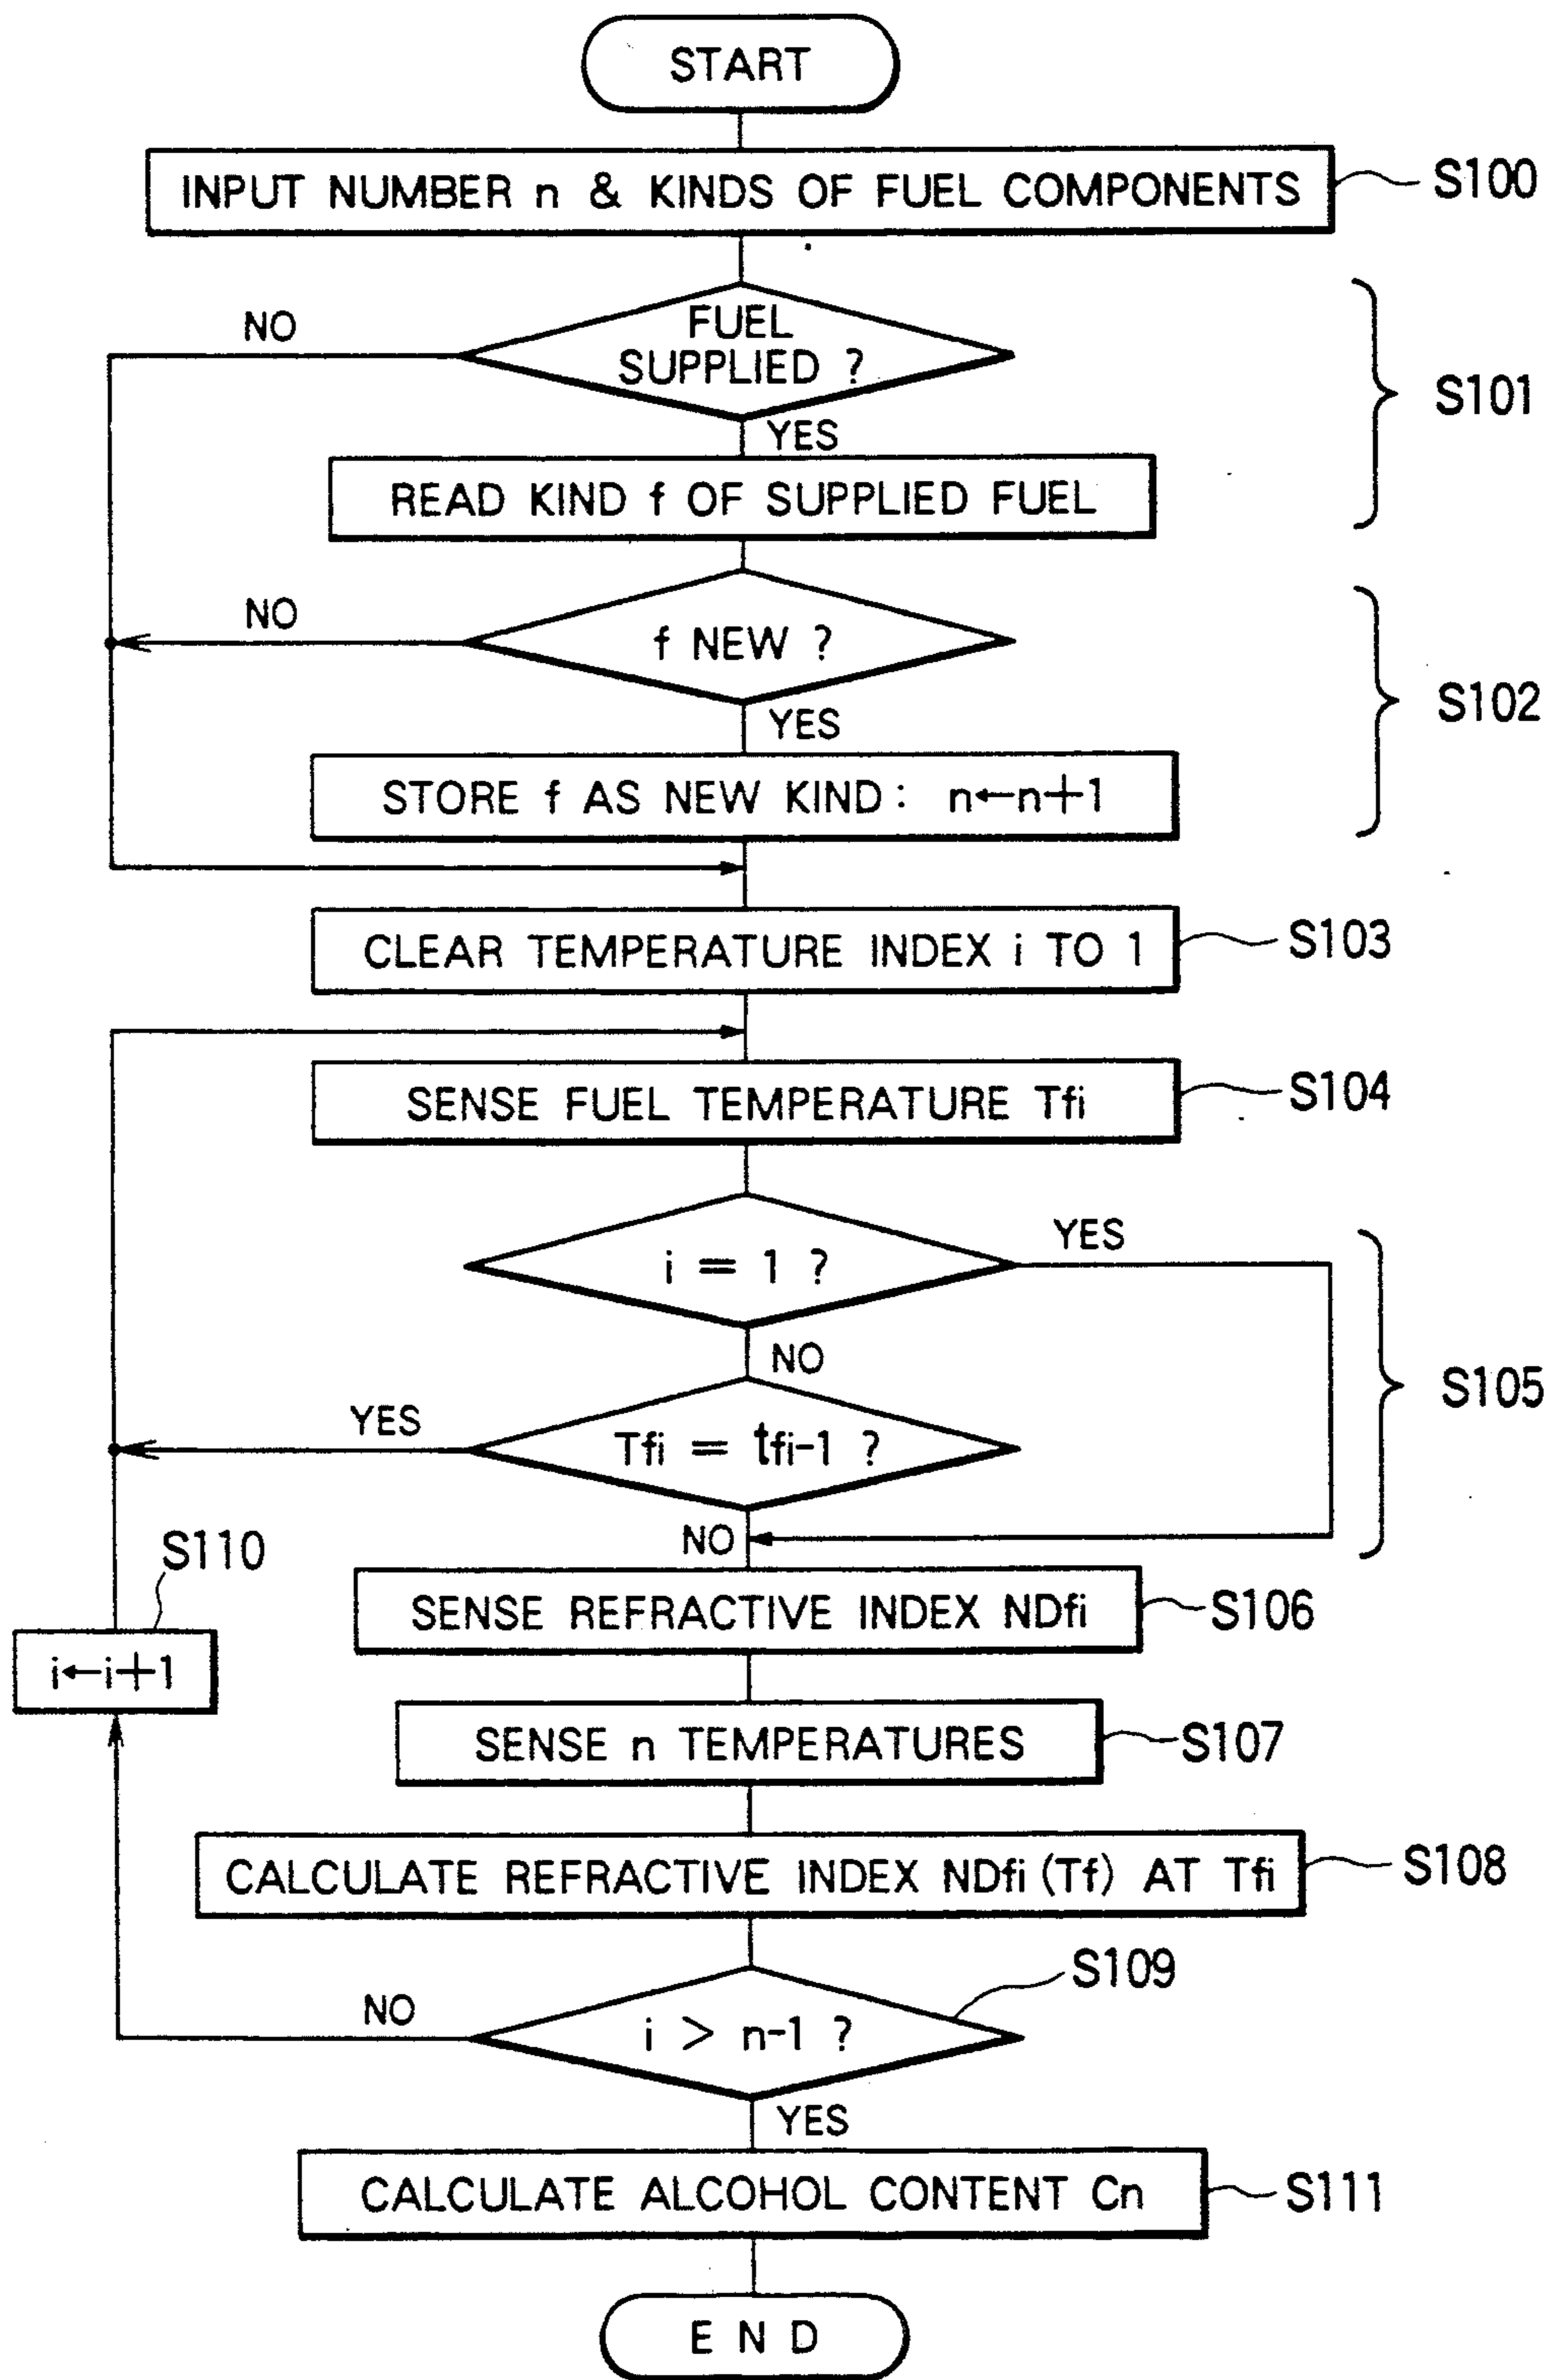 START
INPUT NUMBER n & KINDS OF FUEL COMPONENTS
S100
FUEL
SUPPLIED ?
NO
YES
S101
READ KIND f OF SUPPLIED FUEL
f NEW ?
NO
YES
S102
STORE f AS NEW KIND : n←n+1
CLEAR TEMPERATURE INDEX i TO 1
S103
SENSE FUEL TEMPERATURE Tfi
S104
i = 1 ?
YES
NO
S105
Tfi = tfi-1 ?
YES
NO
S110
i←i+1
SENSE REFRACTIVE INDEX NDfi
S106
SENSE n TEMPERATURES
S107
CALCULATE REFRACTIVE INDEX NDfi (Tf) AT Tfi
S108
S109
i > n-1 ?
NO
YES
CALCULATE ALCOHOL CONTENT Cn
S111
E N D